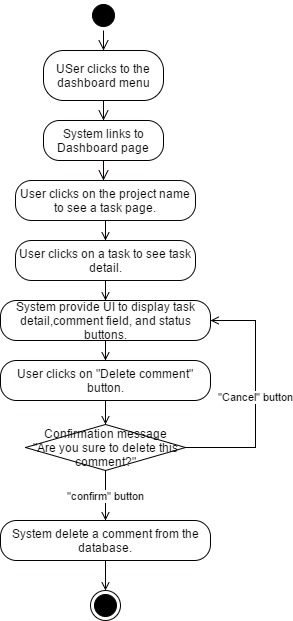 USer clicks to the
dashboard menu
System links to
Dashboard page
User clicks on the project name
to see a task page.
User clicks on a task to see task
detail.
System provide UI to display task
detail,comment field, and status
buttons.
User clicks on "Delete comment"
button.
"Cancel" button
Confirmation message
"Are you sure to delete this
comment?"
"confirm" button
System delete a comment from the
database.